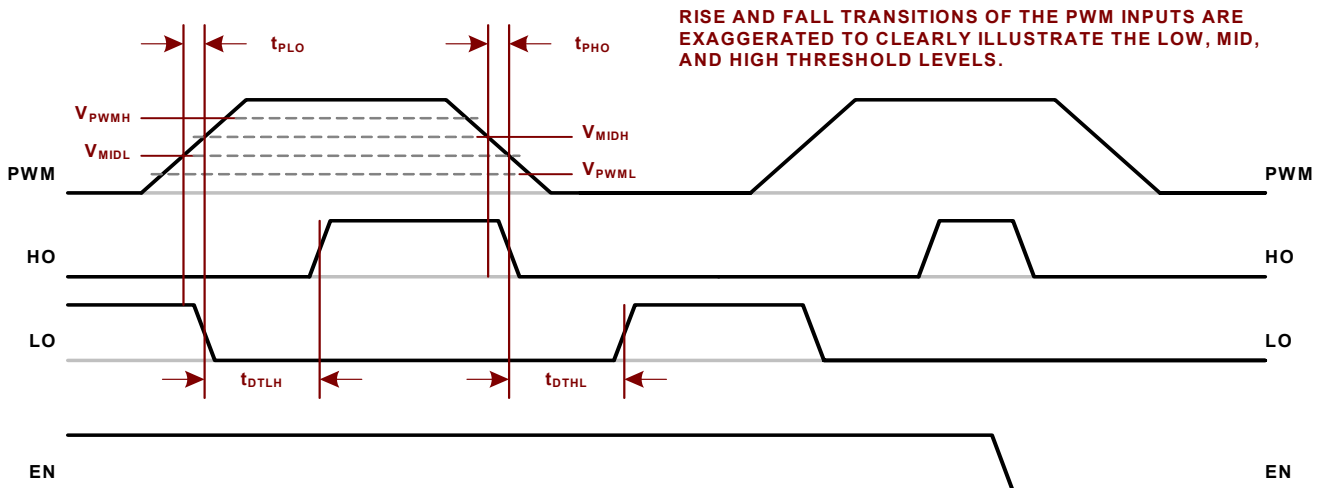 RISE AND FALL TRANSITIONS OF THE PWM INPUTS ARE
EXAGGERATED TO CLEARLY ILLUSTRATE THE LOW, MID,
AND HIGH THRESHOLD LEVELS.
tPLO
tPHO
VPWMH
VMIDH
VMIDL
VPWML
PWM
PWM
HO
HO
LO
LO
tDTLH
tDTHL
EN
EN